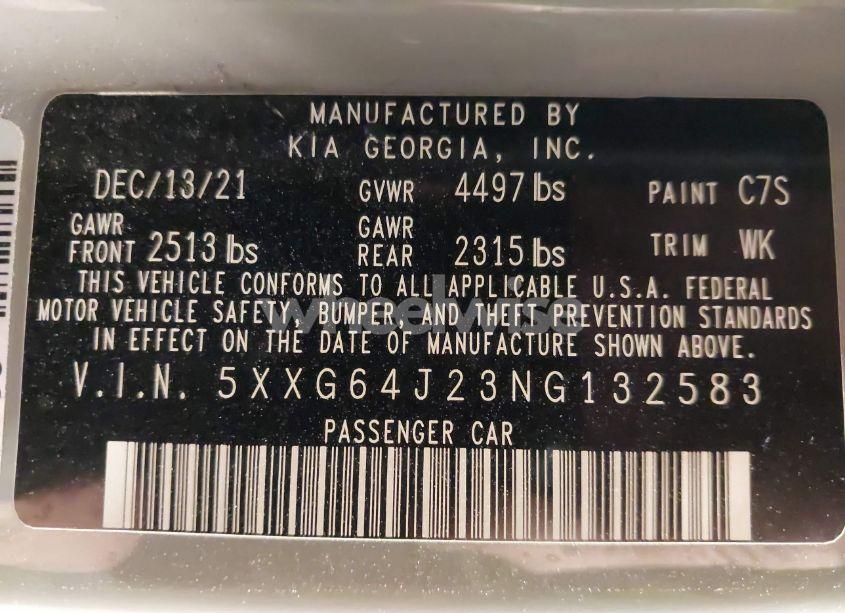 MANUFACTURED BY
KIA GEORGIA, INC.
DEC/13/21 GVWR 4497 lbs PAINT C7S
GAWR FRONT 2513 lbs GAWR REAR 2315 lbs TRIM WK
THIS VEHICLE CONFORMS TO ALL APPLICABLE U.S.A. FEDERAL
MOTOR VEHICLE SAFETY, BUMPER, AND THEFT PREVENTION STANDARDS
IN EFFECT ON THE DATE OF MANUFACTURE SHOWN ABOVE.
V.I.N. 5XXG64J23NG132583
PASSENGER CAR
wheelwise